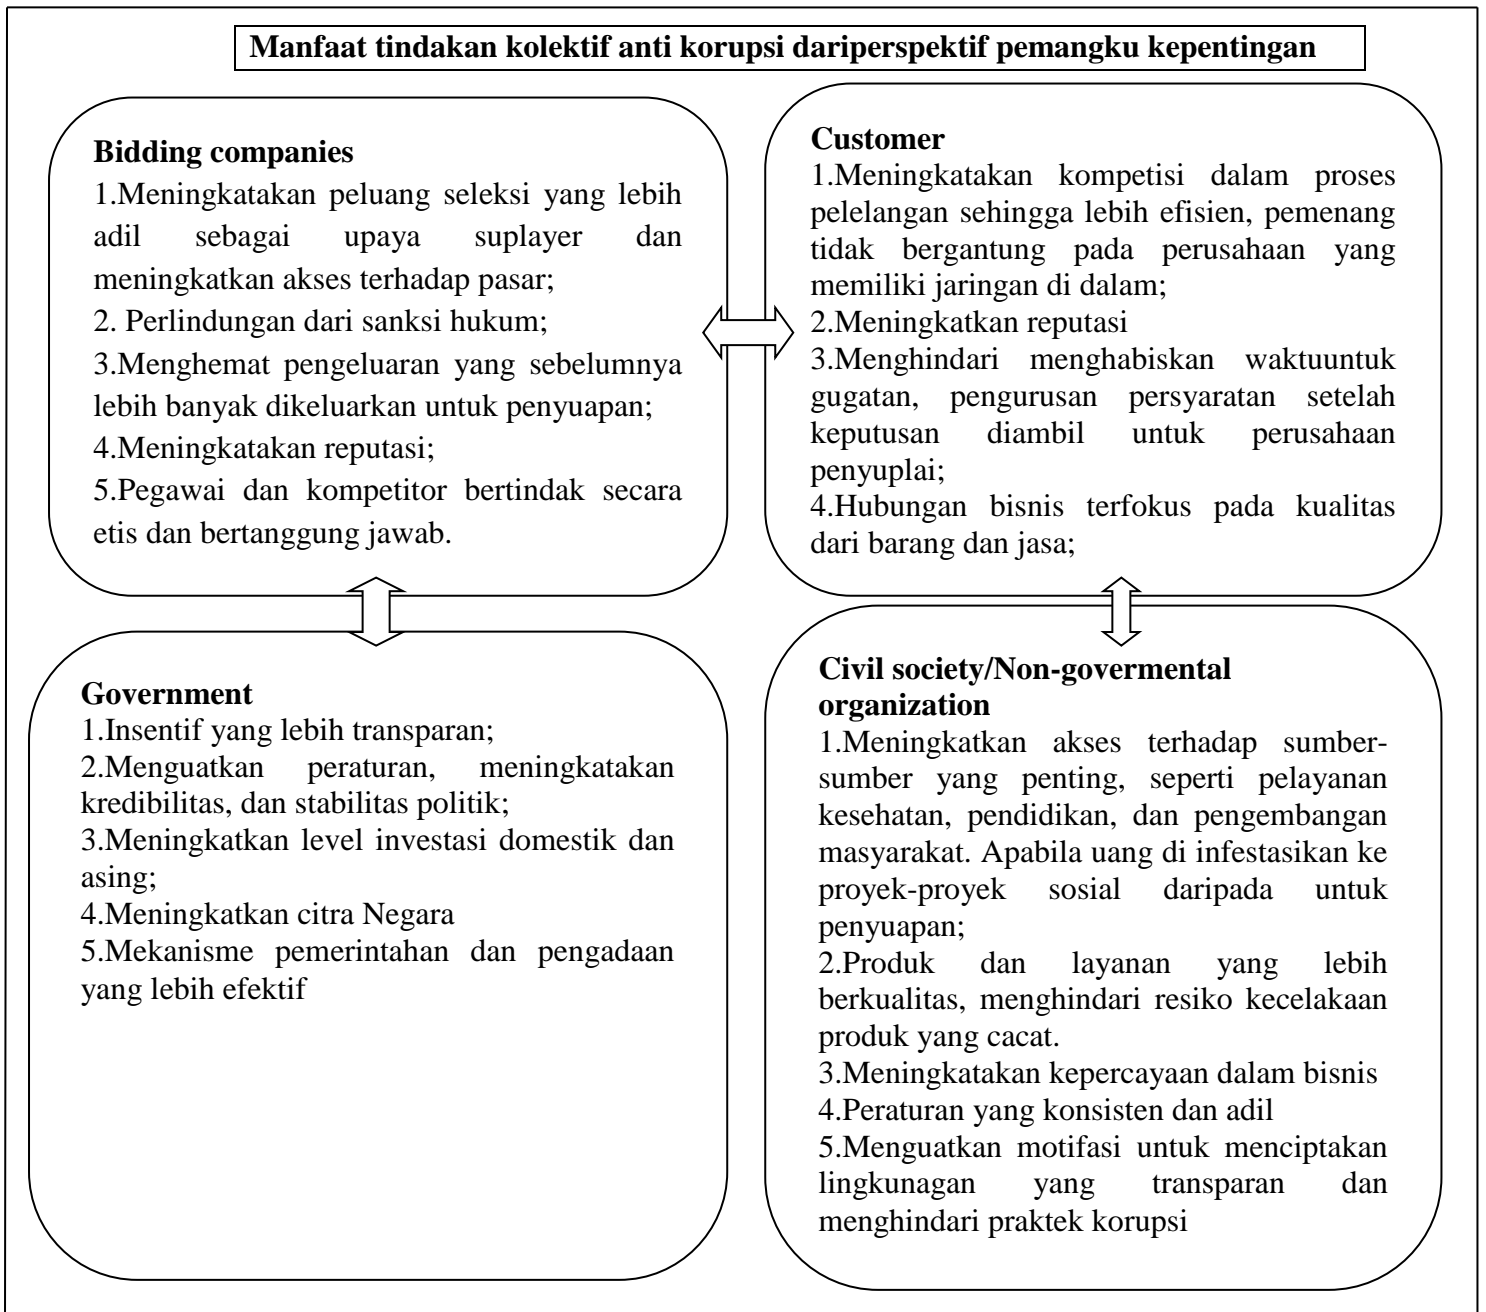 Manfaat tindakan kolektif anti korupsi dariperspektif pemangku kepentingan
Bidding companies
1.Meningkatakan peluang seleksi yang lebih
adil sebagai upaya suplayer dan
meningkatkan akses terhadap pasar;
2. Perlindungan dari sanksi hukum;
3.Menghemat pengeluaran yang sebelumnya
lebih banyak dikeluarkan untuk penyuapan;
4.Meningkatakan reputasi;
5.Pegawai dan kompetitor bertindak secara
etis dan bertanggung jawab.
Customer
1.Meningkatakan kompetisi dalam proses
pelelangan sehingga lebih efisien, pemenang
tidak bergantung pada perusahaan yang
memiliki jaringan di dalam;
2.Meningkatkan reputasi
3.Menghindari menghabiskan waktuuntuk
gugatan, pengurusan persyaratan setelah
keputusan diambil untuk perusahaan
penyuplai;
4.Hubungan bisnis terfokus pada kualitas
dari barang dan jasa;
Government
1.Insentif yang lebih transparan;
2.Menguatkan peraturan, meningkatakan
kredibilitas, dan stabilitas politik;
3.Meningkatkan level investasi domestik dan
asing;
4.Meningkatkan citra Negara
5.Mekanisme pemerintahan dan pengadaan
yang lebih efektif
Civil society/Non-govermental
organization
1.Meningkatkan akses terhadap sumber-
sumber yang penting, seperti pelayanan
kesehatan, pendidikan, dan pengembangan
masyarakat. Apabila uang di infestasikan ke
proyek-proyek sosial daripada untuk
penyuapan;
2.Produk dan layanan yang lebih
berkualitas, menghindari resiko kecelakaan
produk yang cacat.
3.Meningkatakan kepercayaan dalam bisnis
4.Peraturan yang konsisten dan adil
5.Menguatkan motifasi untuk menciptakan
lingkunagan yang transparan dan
menghindari praktek korupsi